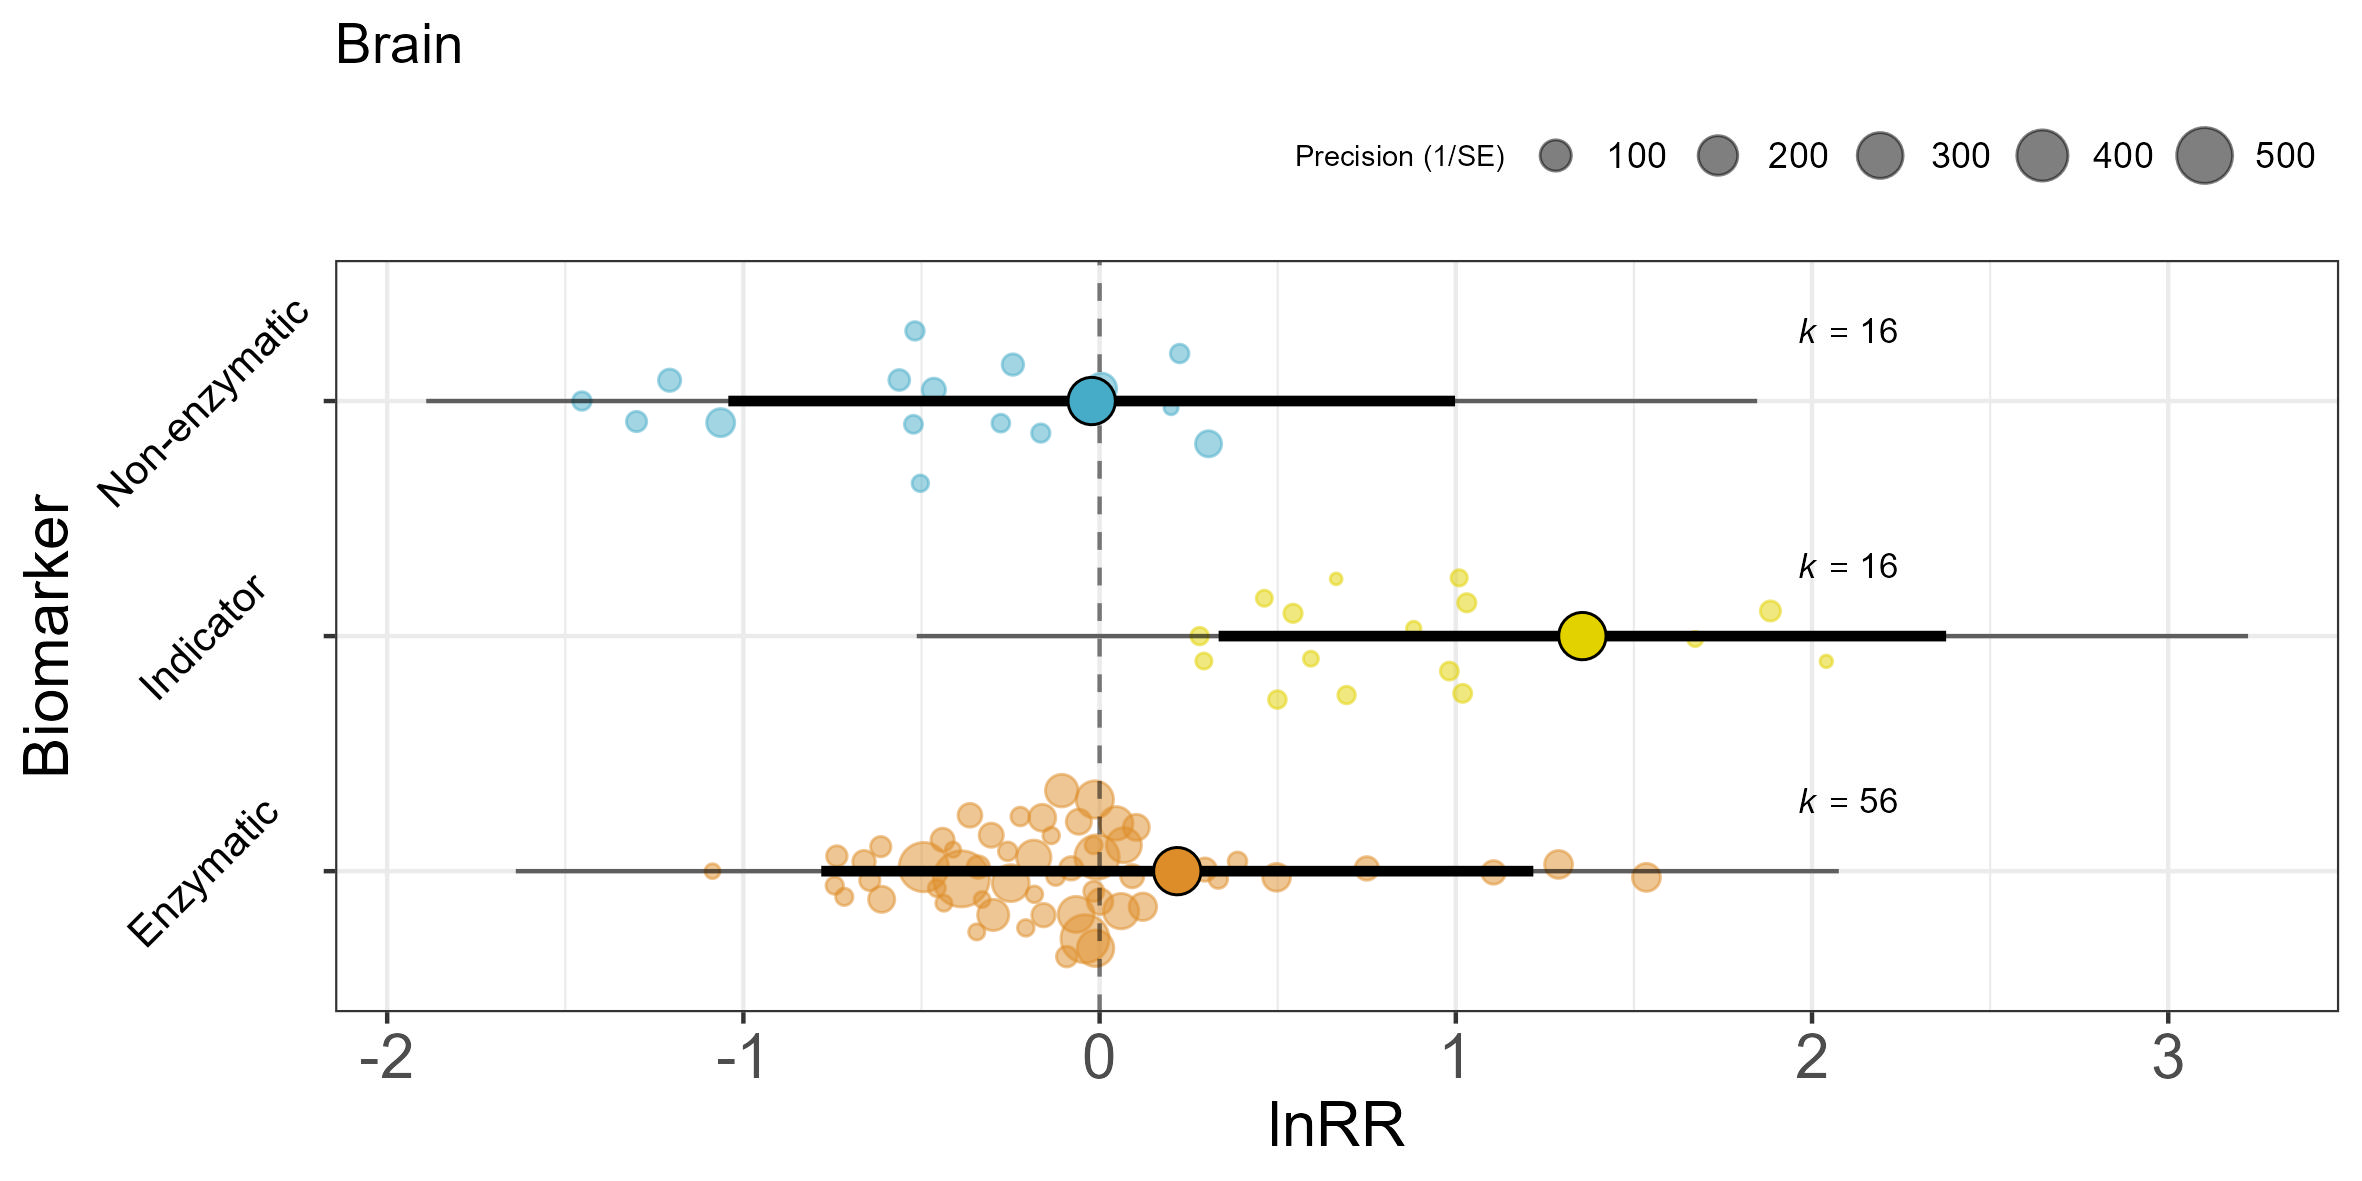 Brain
Precision (1/SE) 100 200 300 400 500
Biomarker
Non-enzymatic
k = 16
Indicator
k = 16
Enzymatic
k = 56
-2 -1 0 1 2 3
lnRR